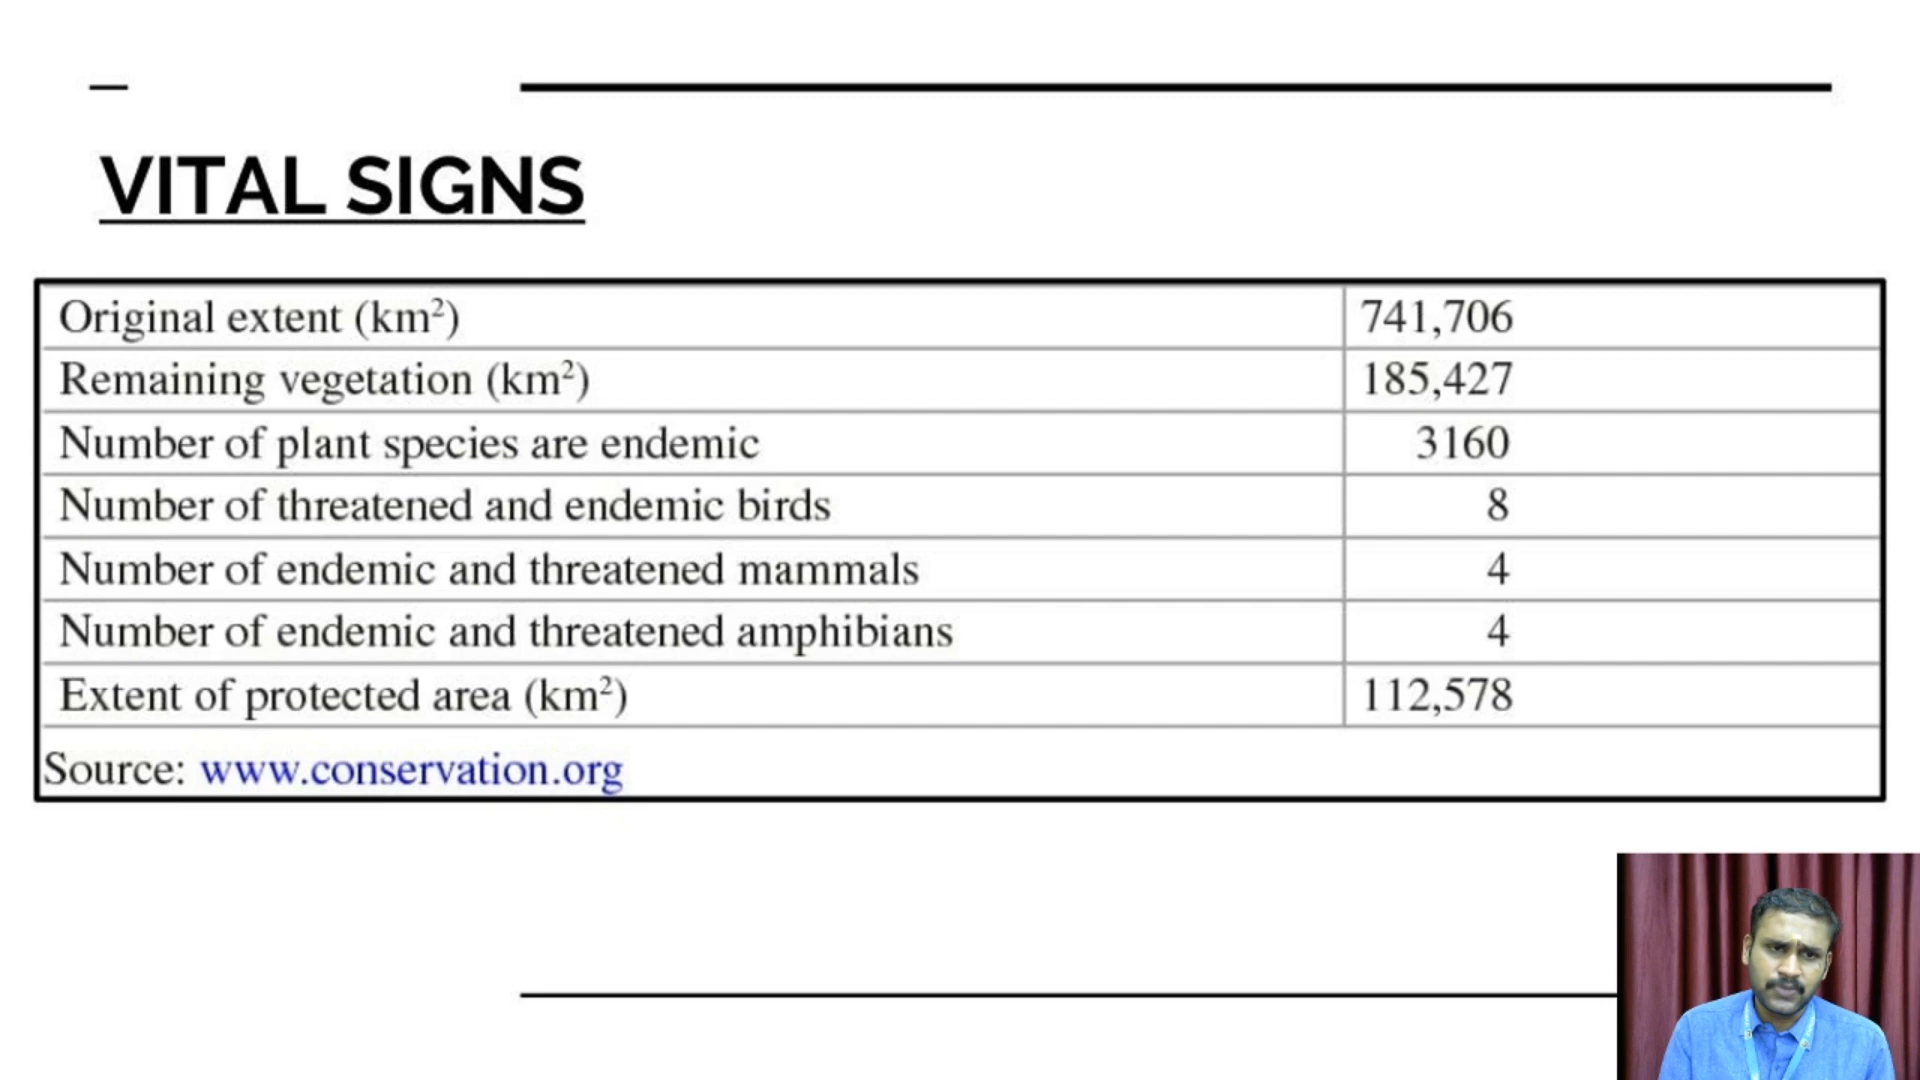 VITAL SIGNS
Original extent (km²) 741,706
Remaining vegetation (km²) 185,427
Number of plant species are endemic 3160
Number of threatened and endemic birds 8
Number of endemic and threatened mammals 4
Number of endemic and threatened amphibians 4
Extent of protected area (km²) 112,578
Source: www.conservation.org